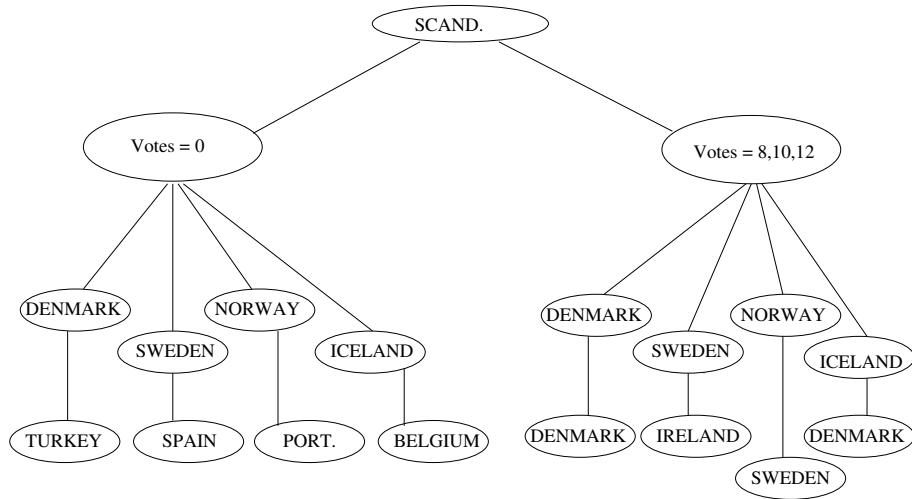 SCAND.
Votes = 0
Votes = 8,10,12
DENMARK
NORWAY
SWEDEN
ICELAND
DENMARK
NORWAY
SWEDEN
ICELAND
TURKEY
SPAIN
PORT.
BELGIUM
DENMARK
IRELAND
DENMARK
SWEDEN